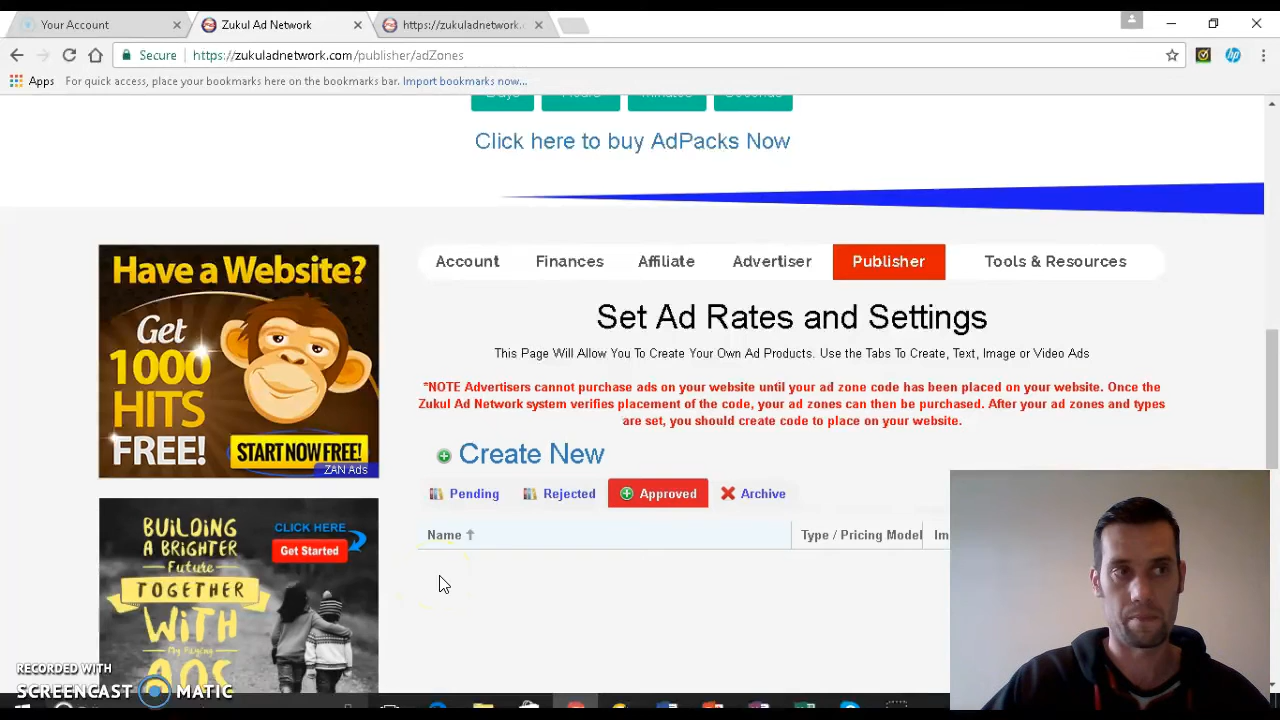 Your Account
Zukul Ad Network
https://zukuladnetwork.
Secure
https://zukuladnetwork.com/publisher/adZones
Apps
For quick access, place your bookmarks here on the bookmarks bar. Import bookmarks now...
Click here to buy AdPacks Now
Have a Website?
Get
1000
HITS
FREE!
START NOW FREE!
ZAN Ads
Account
Finances
Affiliate
Advertiser
Publisher
Tools & Resources
Set Ad Rates and Settings
This Page Will Allow You To Create Your Own Ad Products. Use the Tabs To Create, Text, Image or Video Ads
*NOTE Advertisers cannot purchase ads on your website until your ad zone code has been placed on your website. Once the
Zukul Ad Network system verifies placement of the code, your ad zones can then be purchased. After your ad zones and types
are set, you should create code to place on your website.
Create New
Pending
Rejected
Approved
Archive
Name
Type / Pricing Model
Im
BUILDING
A BRIGHTER
Future
TOGETHER
WITH
CLICK HERE
Get Started
RECORDED WITH
SCREENCAST MATIC